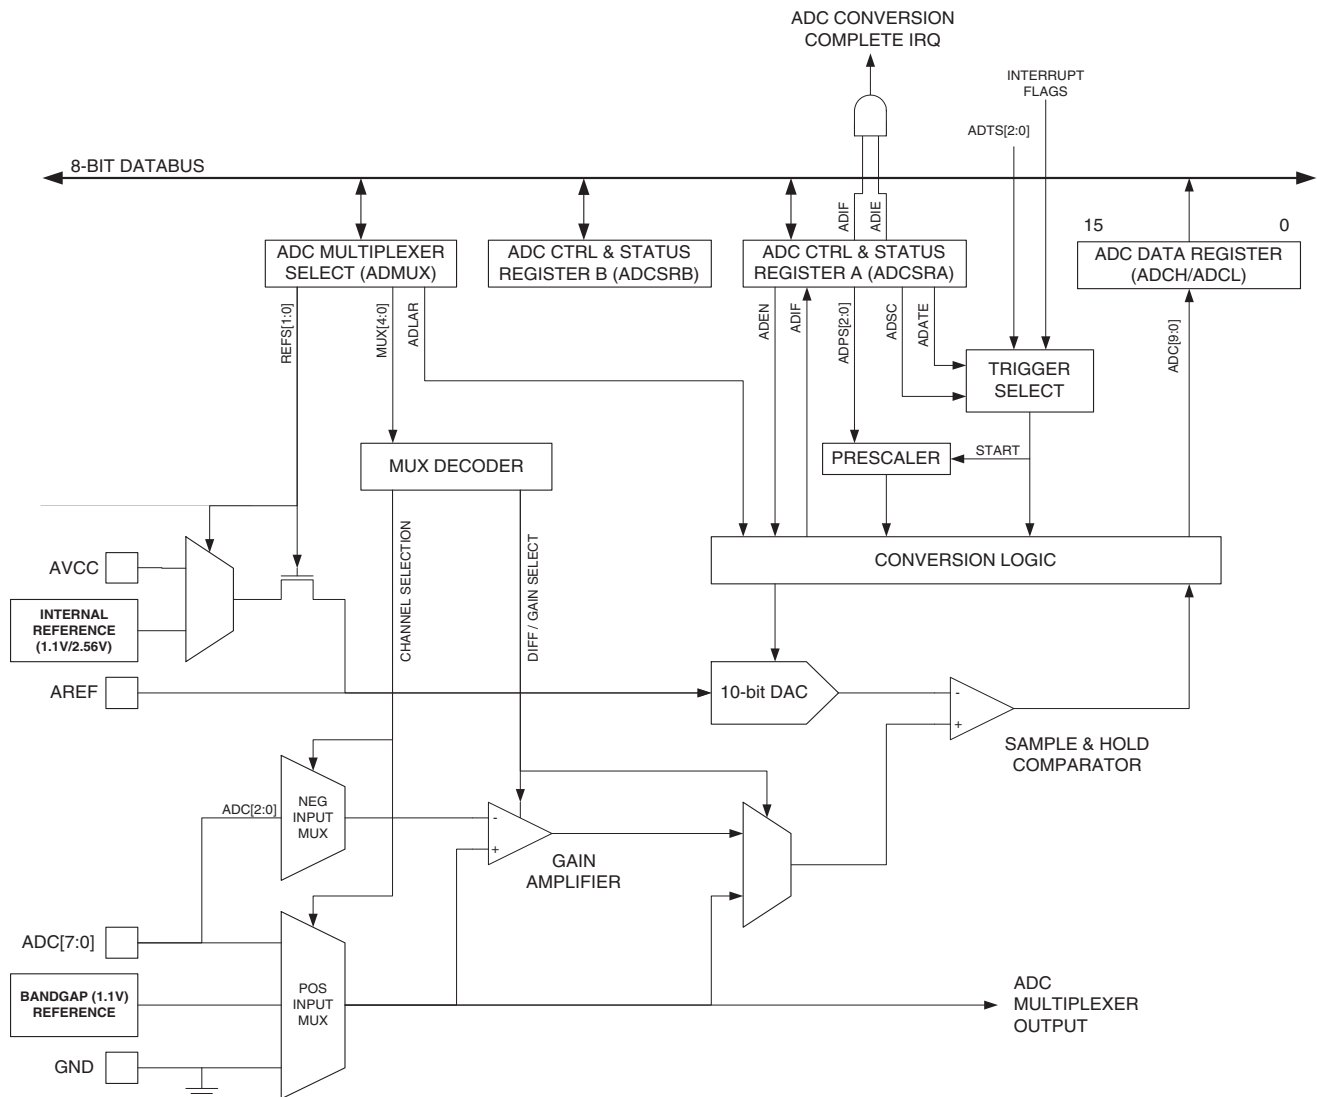 ADC CONVERSION
COMPLETE IRQ
INTERRUPT
FLAGS
ADTS[2:0]
8-BIT DATABUS
ADIF
ADIE
15
0
ADC MULTIPLEXER
SELECT (ADMUX)
ADC CTRL & STATUS
REGISTER B (ADCSRB)
ADC CTRL & STATUS
REGISTER A (ADCSRA)
ADC DATA REGISTER
(ADCH/ADCL)
REFS[1:0]
MUX[4:0]
ADLAR
ADEN
ADIF
ADPS[2:0]
ADSC
ADATE
ADC[9:0]
TRIGGER
SELECT
MUX DECODER
PRESCALER
START
CHANNEL SELECTION
DIFF / GAIN SELECT
CONVERSION LOGIC
AVCC
INTERNAL
REFERENCE
(1.1V/2.56V)
AREF
10-bit DAC
-
+
SAMPLE & HOLD
COMPARATOR
ADC[2:0]
NEG
INPUT
MUX
-
+
GAIN
AMPLIFIER
ADC[7:0]
BANDGAP (1.1V)
REFERENCE
POS
INPUT
MUX
ADC
MULTIPLEXER
OUTPUT
GND